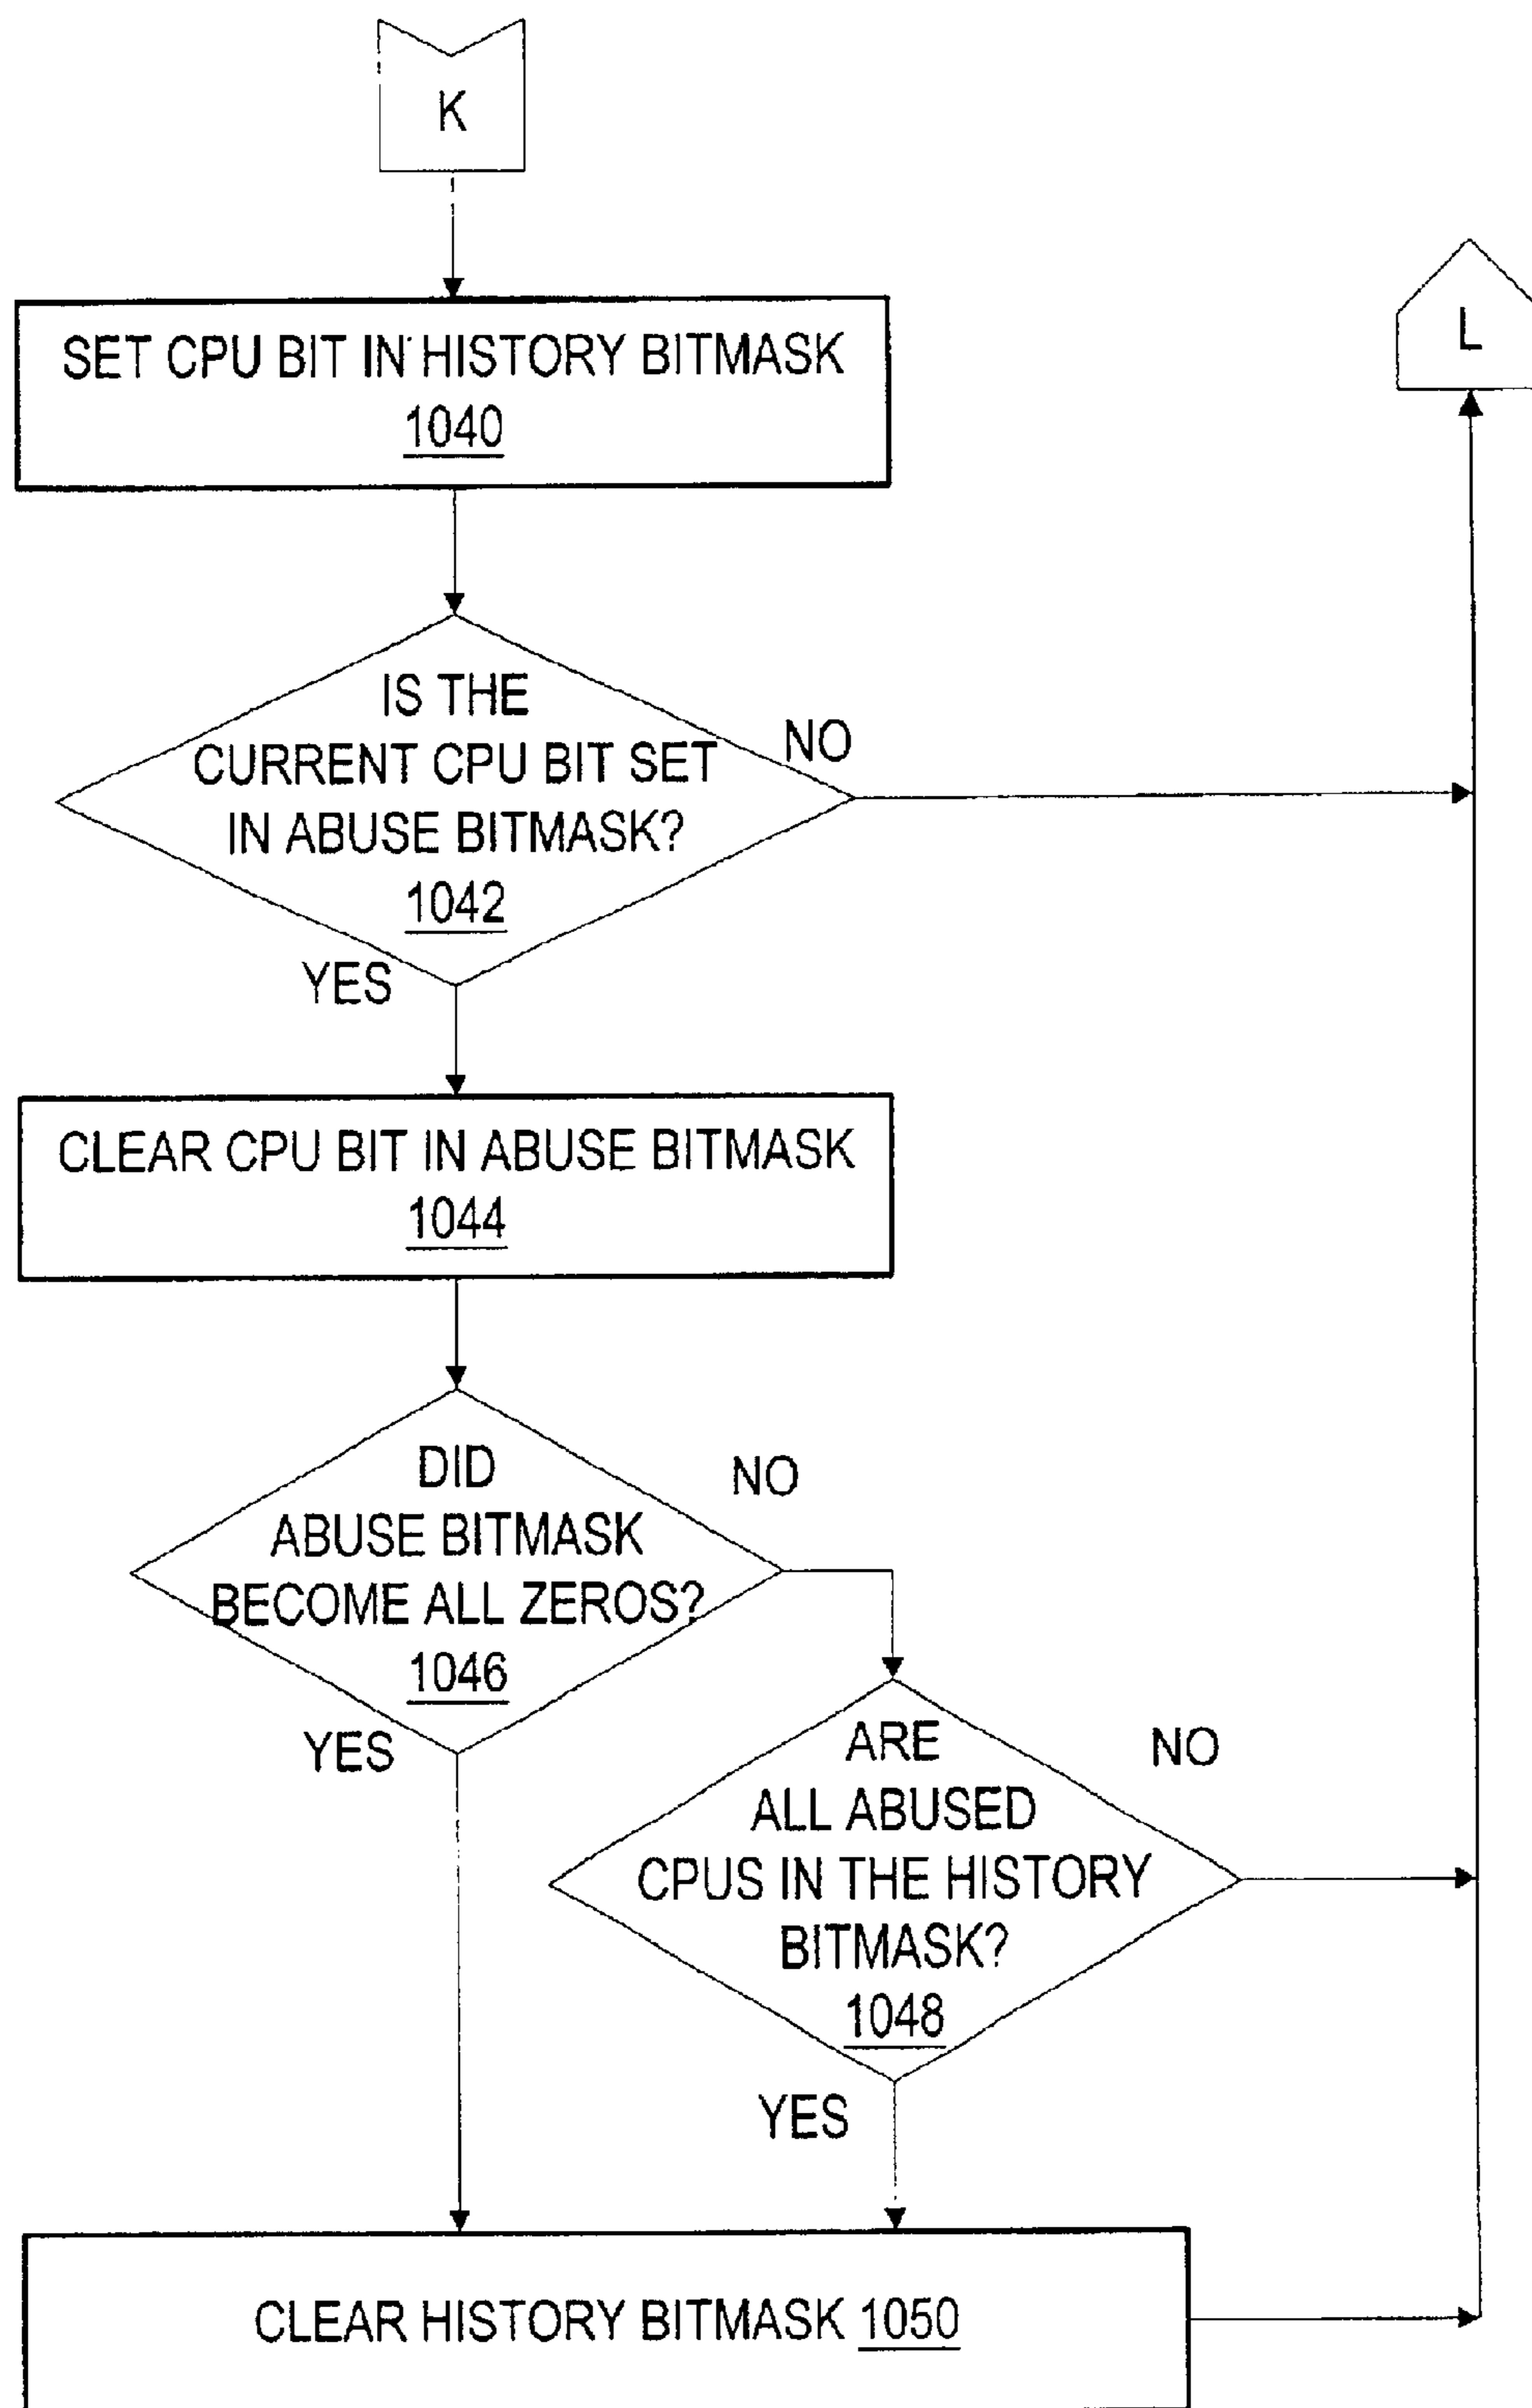 K
L
SET CPU BIT IN HISTORY BITMASK
1040
IS THE
CURRENT CPU BIT SET
IN ABUSE BITMASK?
1042
NO
YES
CLEAR CPU BIT IN ABUSE BITMASK
1044
DID
ABUSE BITMASK
BECOME ALL ZEROS?
1046
NO
YES
ARE
ALL ABUSED
CPUS IN THE HISTORY
BITMASK?
1048
NO
YES
CLEAR HISTORY BITMASK 1050